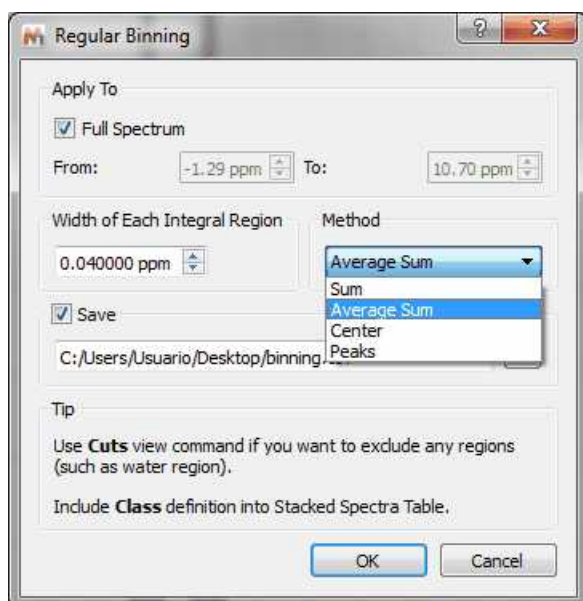 Regular Binning
Apply To
Full Spectrum
From: -1.29 ppm To: 10.70 ppm
Width of Each Integral Region Method
0.040000 ppm Average Sum
Sum
Average Sum
Center
Peaks
Save
C:/Users/Usuario/Desktop/binning
Tip
Use Cuts view command if you want to exclude any regions
(such as water region).
Include Class definition into Stacked Spectra Table.
OK Cancel